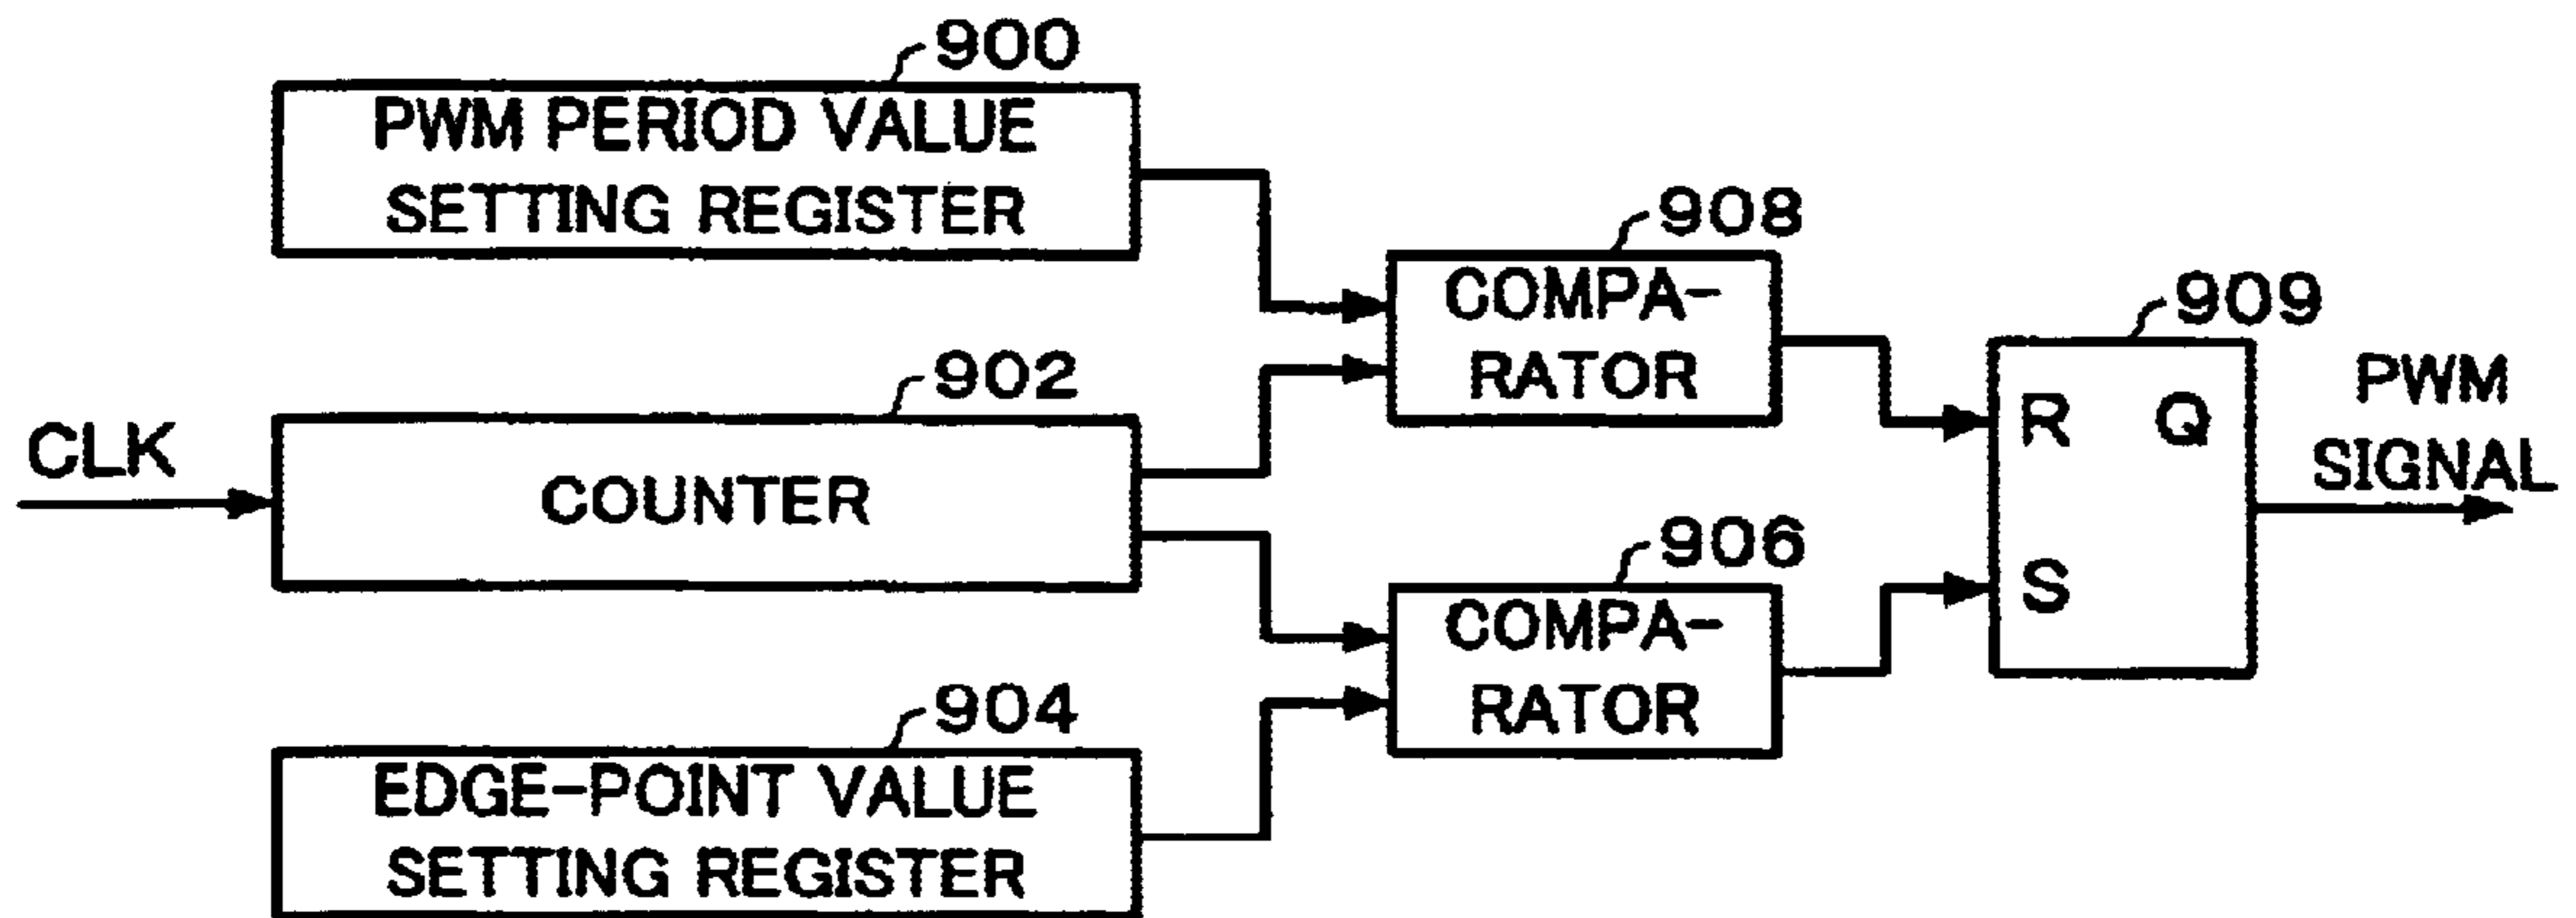 900
PWM PERIOD VALUE
SETTING REGISTER
908
COMPA-
RATOR
909
R Q
S
PWM
SIGNAL
902
CLK
COUNTER
906
COMPA-
RATOR
904
EDGE-POINT VALUE
SETTING REGISTER